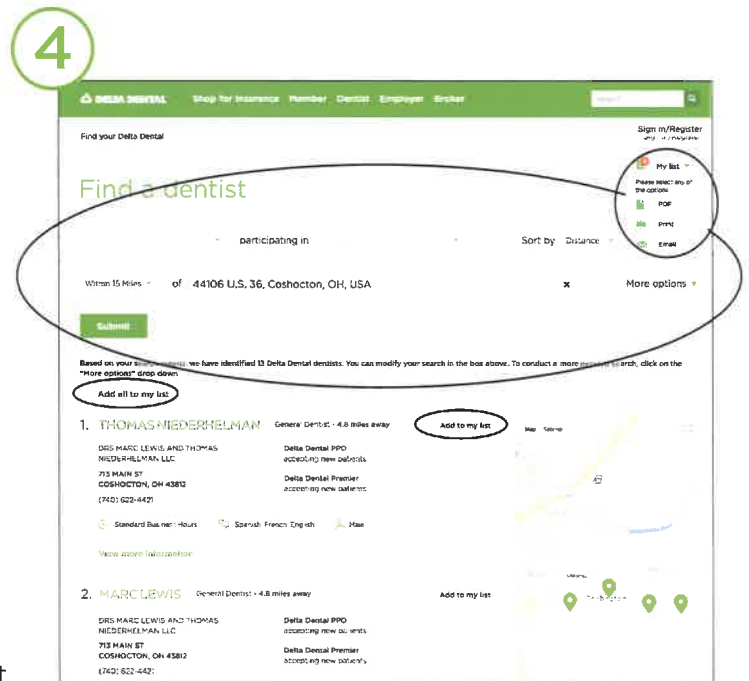 4
DELTA DENTAL Shop for Insurance Member Dentist Employer Broker
Find your Delta Dental
Sign in/Register
My list
Please select any of
the options
PDF
Print
Email
Find a dentist
participating in
Sort by Distance
Within 15 Miles of 44106 U.S. 36, Coshocton, OH, USA x More options
Submit
Based on your we have identified 13 Delta Dental dentists. You can modify your search in the box above. To conduct a more search, click on the
"More options" drop down
Add all to my list
1. THOMAS NIEDERHELMAN General Dentist - 4.8 miles away Add to my list
DRS MARC LEWIS AND THOMAS
NIEDERHELMAN LLC
713 MAIN ST
COSHOCTON, OH 43812
(740) 622-4421
Delta Dental PPO
accepting new patients
Delta Dental Premier
accepting new patients
Standard Business Hours Spanish French English Male
View more information
Map
2. MARC LEWIS General Dentist - 4.8 miles away Add to my list
DRS MARC LEWIS AND THOMAS
NIEDERHELMAN LLC
713 MAIN ST
COSHOCTON, OH 43812
(740) 622-4421
Delta Dental PPO
accepting new patients
Delta Dental Premier
accepting new patients